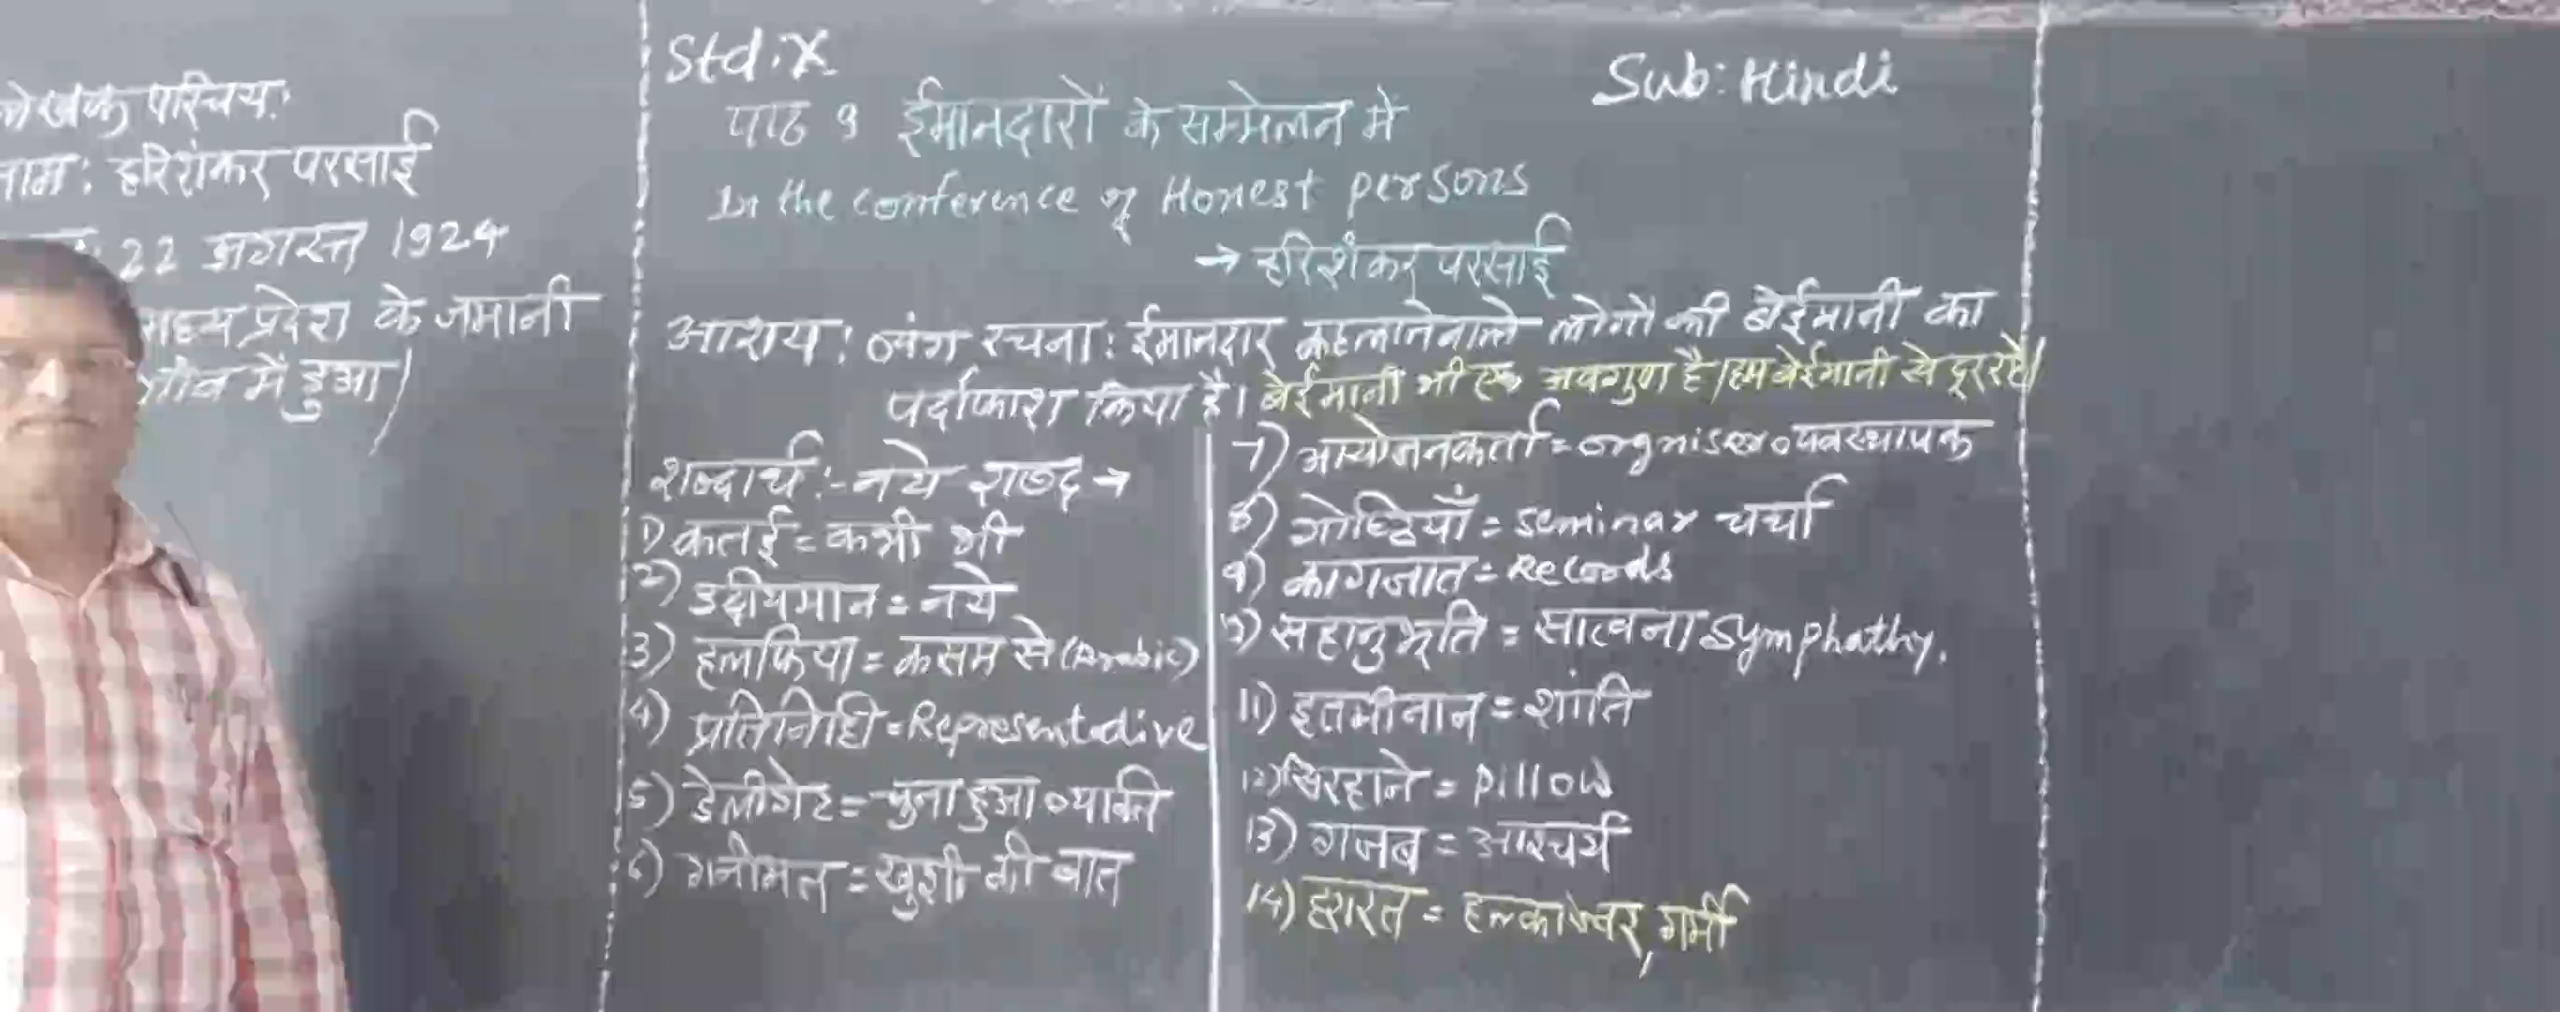 लेखक परिचय:
नाम: हरिशंकर परसाई
22 अगस्त 1924
मध्य प्रदेश के जमानी
गाँव में हुआ/
Std:X
Sub: Hindi
पाठ 9 ईमानदारों के सम्मेलन में
In the conference of Honest persons
→ हरिशंकर परसाई
आशय: व्यंग रचना: ईमानदार कहलानेवाले लोगों की बेईमानी का
पर्दाफाश किया है। बेईमानी भी एक अवगुण है।हम बेईमानी से दूर रहें।
शब्दार्थ:- नये शब्द →
1) कतई = कभी भी
2) उदीयमान = नये
3) हलफिया = कसम से (Arabic)
4) प्रतिनिधि = Representative
5) डेलीगेट = चुना हुआ व्यक्ति
6) गनीमत = खुशी की बात
7) आयोजनकर्ता = orgniser व्यवस्थापक
8) गोष्ठियाँ = seminar चर्चा
9) कागजात = Records
10) सहानुभूति = सात्वना Symphathy.
11) इतमीनान = शांति
12) सिरहाने = pillow
13) गजब = आश्चर्य
14) हरारत = हल्का ज्वर, गर्मी